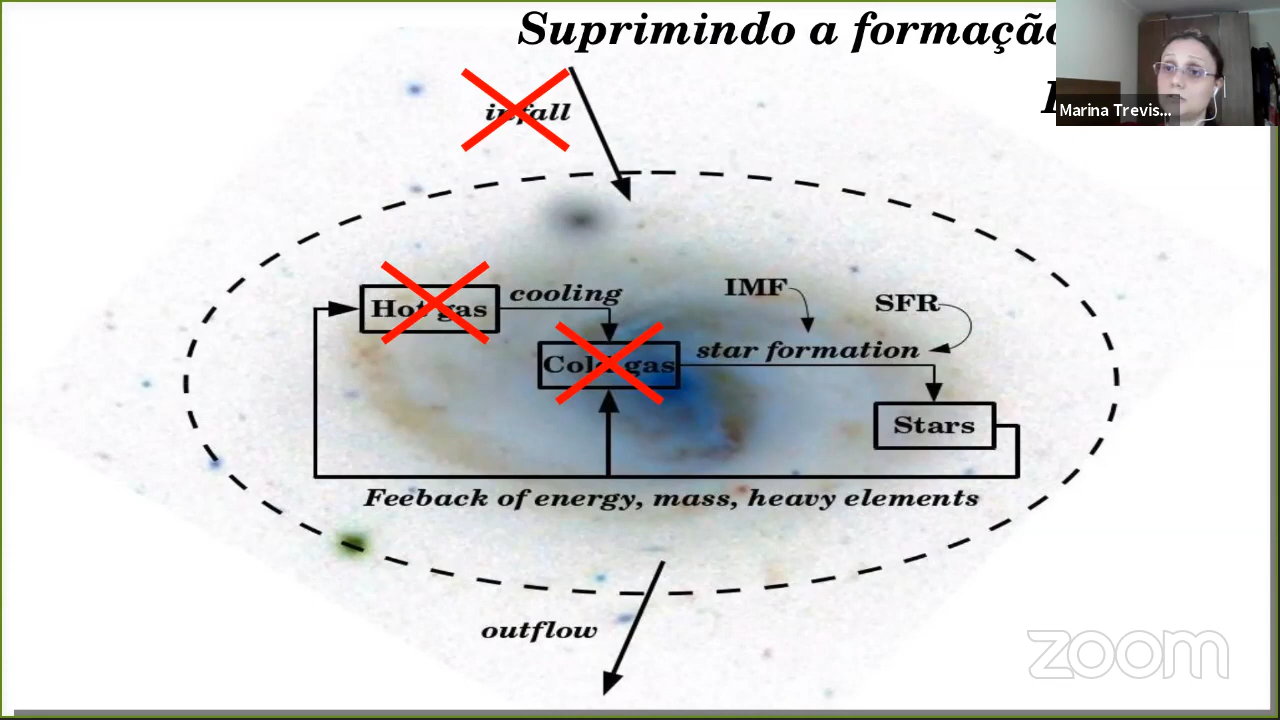 Suprimindo a formação
Marina Trevis...
infall
IMF
SFR
Hot gas
cooling
Cold gas
star formation
Stars
Feeback of energy, mass, heavy elements
outflow
zoom